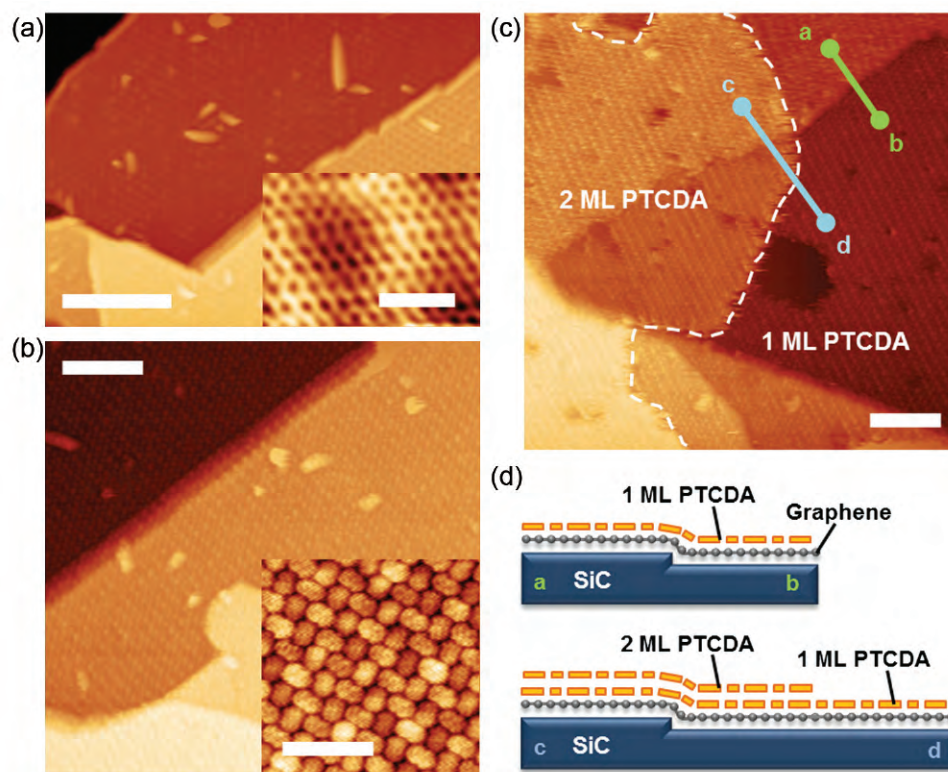 (a)
(b)
(c)
a
b
c
d
2 ML PTCDA
1 ML PTCDA
(d)
1 ML PTCDA
Graphene
a SiC b
2 ML PTCDA
1 ML PTCDA
c SiC d